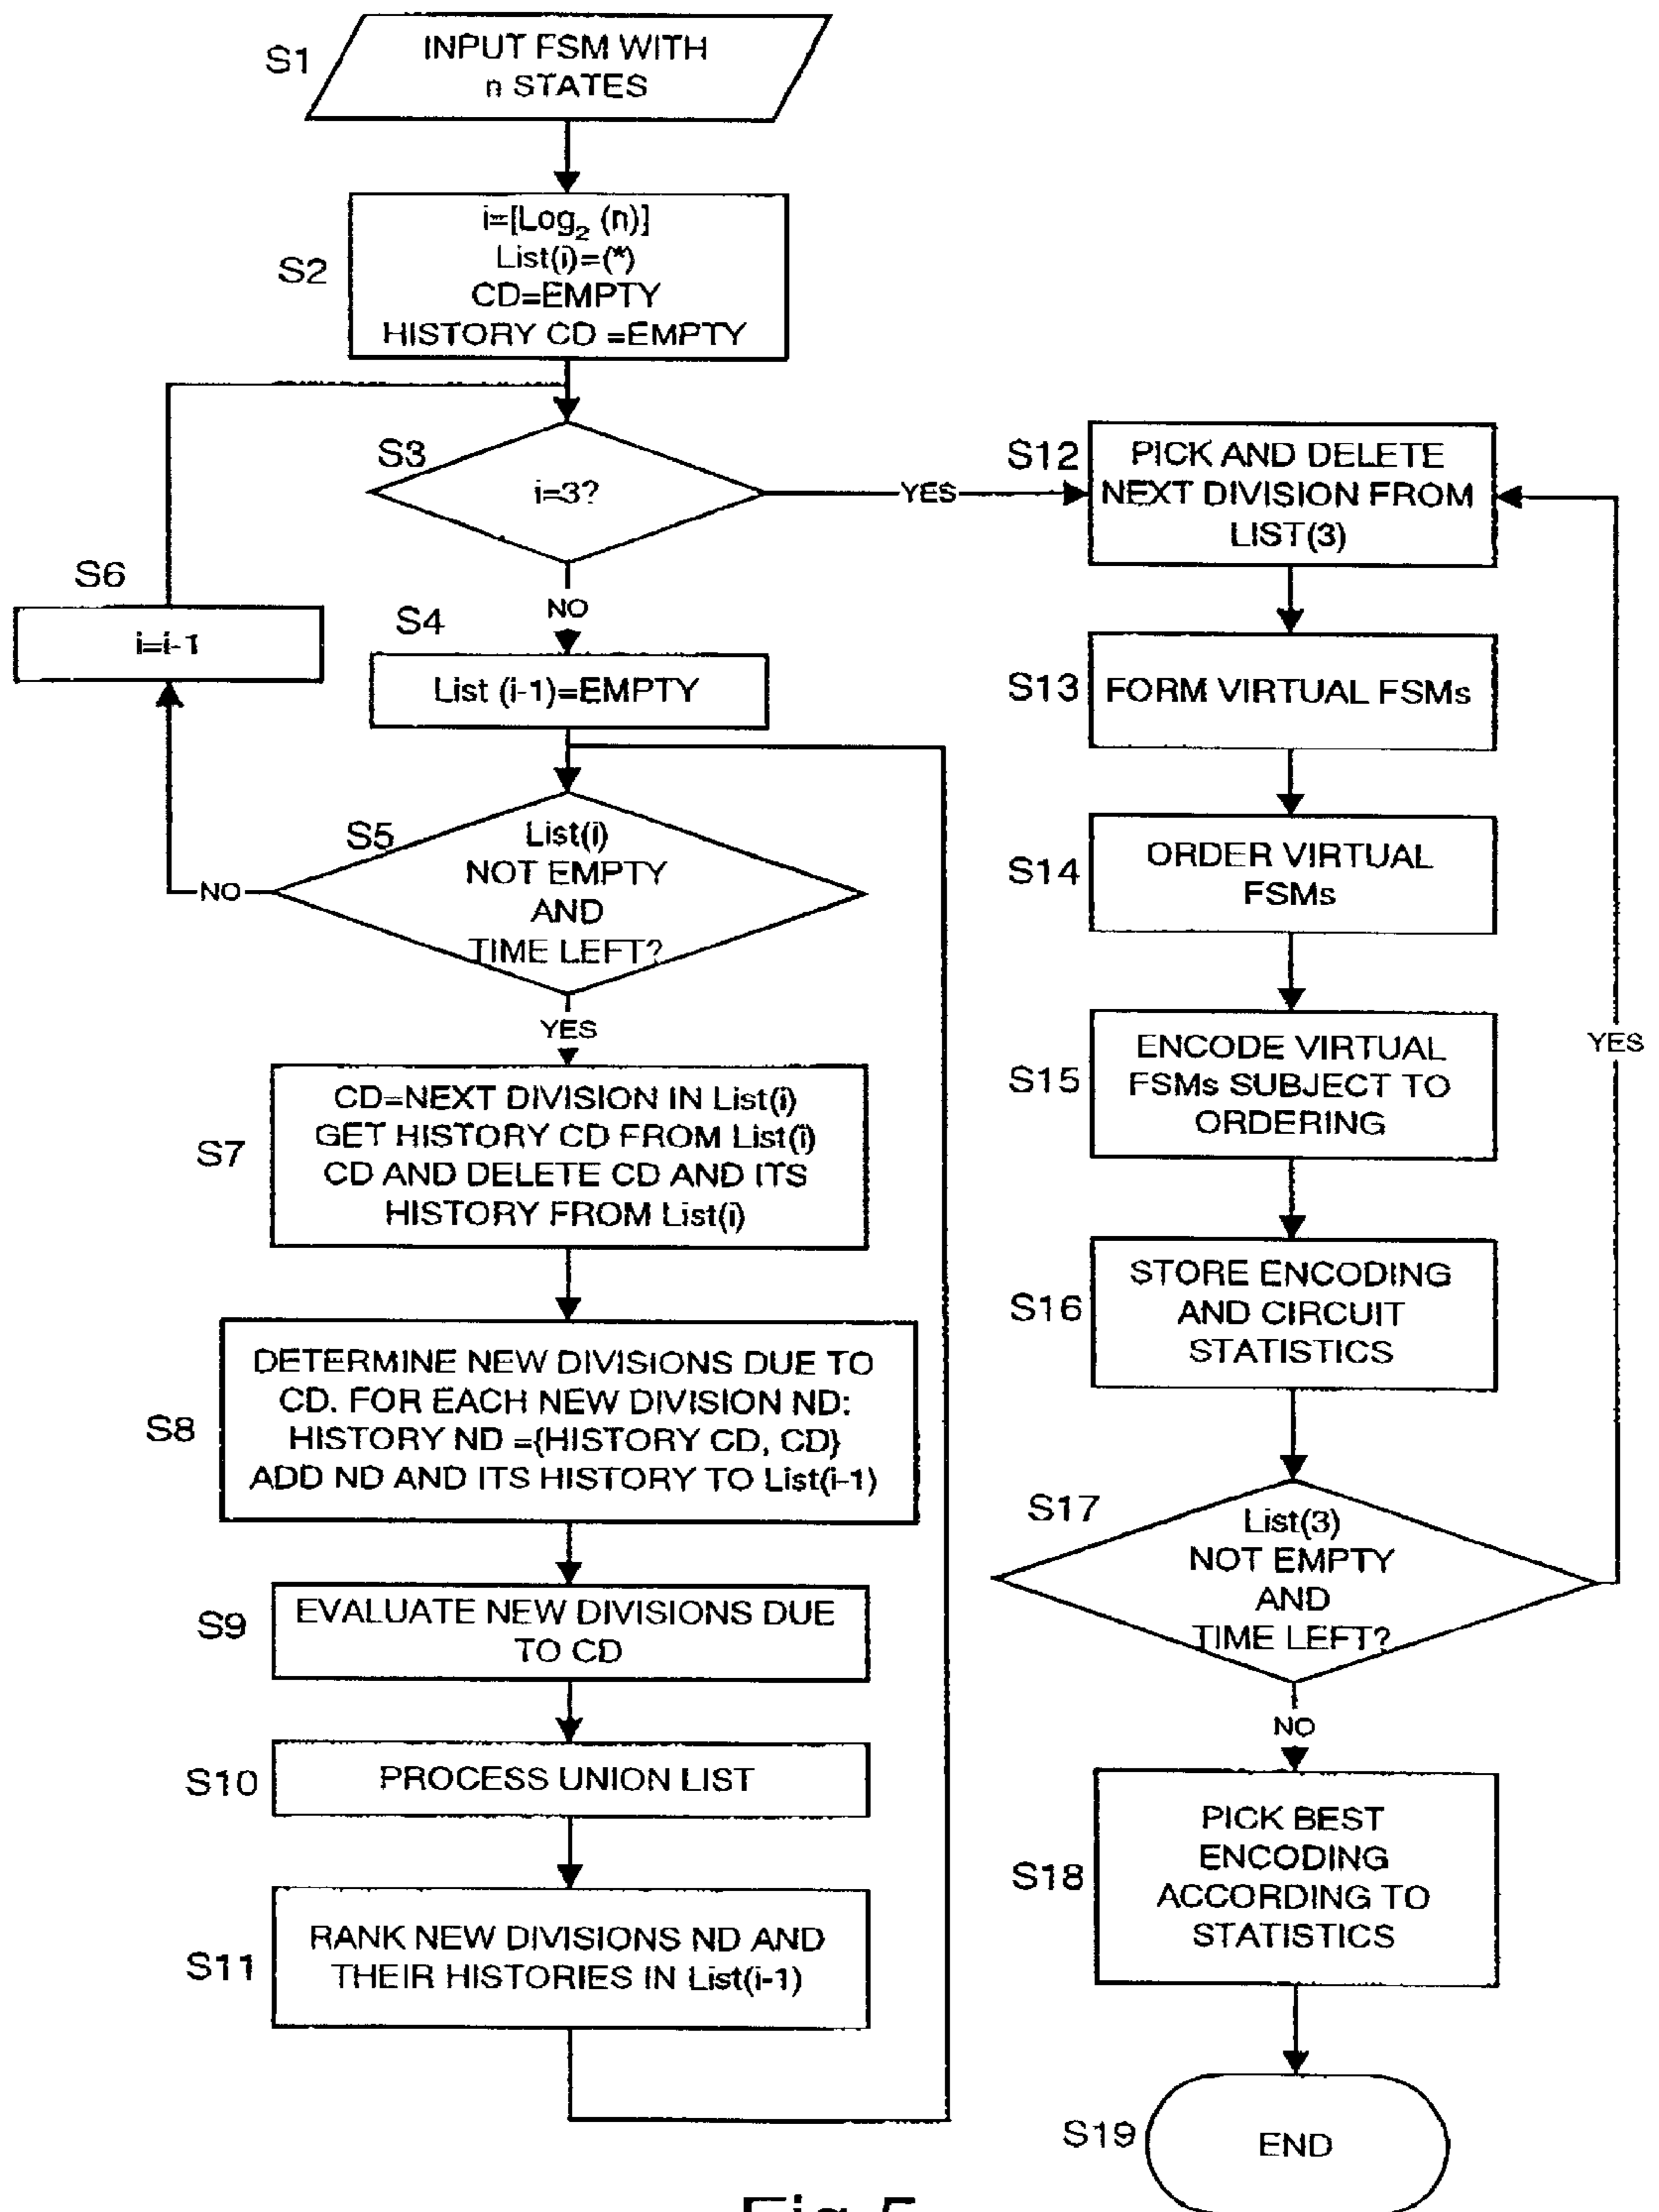 S1
INPUT FSM WITH
n STATES
S2
i=[Log2 (n)]
List(i)=(*)
CD=EMPTY
HISTORY CD =EMPTY
S3
i=3?
YES
NO
S6
i=i-1
S4
List (i-1)=EMPTY
S5
List(i)
NOT EMPTY
AND
TIME LEFT?
NO
YES
S7
CD=NEXT DIVISION IN List(i)
GET HISTORY CD FROM List(i)
CD AND DELETE CD AND ITS
HISTORY FROM List(i)
S8
DETERMINE NEW DIVISIONS DUE TO
CD. FOR EACH NEW DIVISION ND:
HISTORY ND ={HISTORY CD, CD}
ADD ND AND ITS HISTORY TO List(i-1)
S9
EVALUATE NEW DIVISIONS DUE
TO CD
S10
PROCESS UNION LIST
S11
RANK NEW DIVISIONS ND AND
THEIR HISTORIES IN List(i-1)
S12
PICK AND DELETE
NEXT DIVISION FROM
LIST(3)
S13
FORM VIRTUAL FSMs
S14
ORDER VIRTUAL
FSMs
S15
ENCODE VIRTUAL
FSMs SUBJECT TO
ORDERING
YES
S16
STORE ENCODING
AND CIRCUIT
STATISTICS
S17
List(3)
NOT EMPTY
AND
TIME LEFT?
NO
S18
PICK BEST
ENCODING
ACCORDING TO
STATISTICS
S19
END
Fig 5